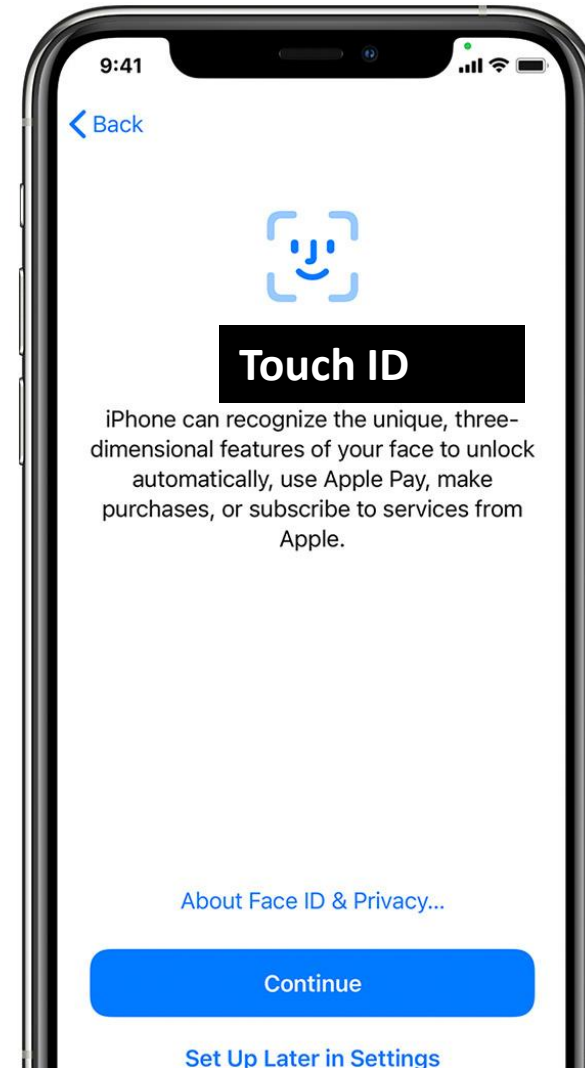 9:41
Back
Touch ID
iPhone can recognize the unique, three-
dimensional features of your face to unlock
automatically, use Apple Pay, make
purchases, or subscribe to services from
Apple.
About Face ID & Privacy...
Continue
Set Up Later in Settings